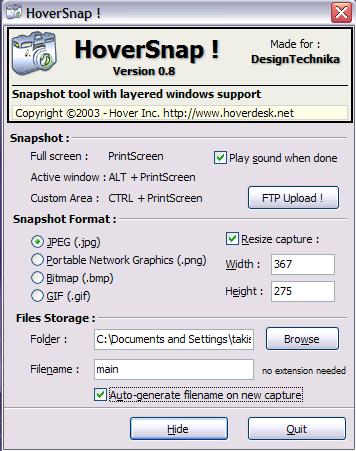 HoverSnap !
HoverSnap !
Made for :
DesignTechnika
Version 0.8
Snapshot tool with layered windows support
Copyright ©2003 - Hover Inc. http://www.hoverdesk.net
Snapshot :
Full screen : PrintScreen
Play sound when done
Active window : ALT + PrintScreen
Custom Area : CTRL + PrintScreen
FTP Upload !
Snapshot Format :
JPEG (.jpg)
Resize capture :
Portable Network Graphics (.png)
Width : 367
Bitmap (.bmp)
Height : 275
GIF (.gif)
Files Storage :
Folder : C:\Documents and Settings\takis
Browse
Filename : main
no extension needed
Auto-generate filename on new capture
Hide
Quit